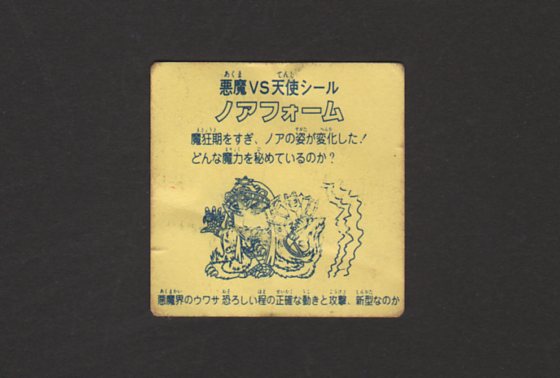 悪魔VS天使シール
ノアフォーム
魔狂期をすぎ、ノアの姿が変化した!
どんな魔力を秘めているのか?
悪魔界のウワサ 恐ろしい程の正確な動きと攻撃、新型なのか